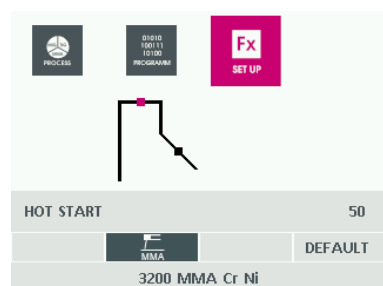 PROCESS
01010
100111
10100
PROGRAMM
Fx
SET UP
HOT START 50
MMA DEFAULT
3200 MMA Cr Ni